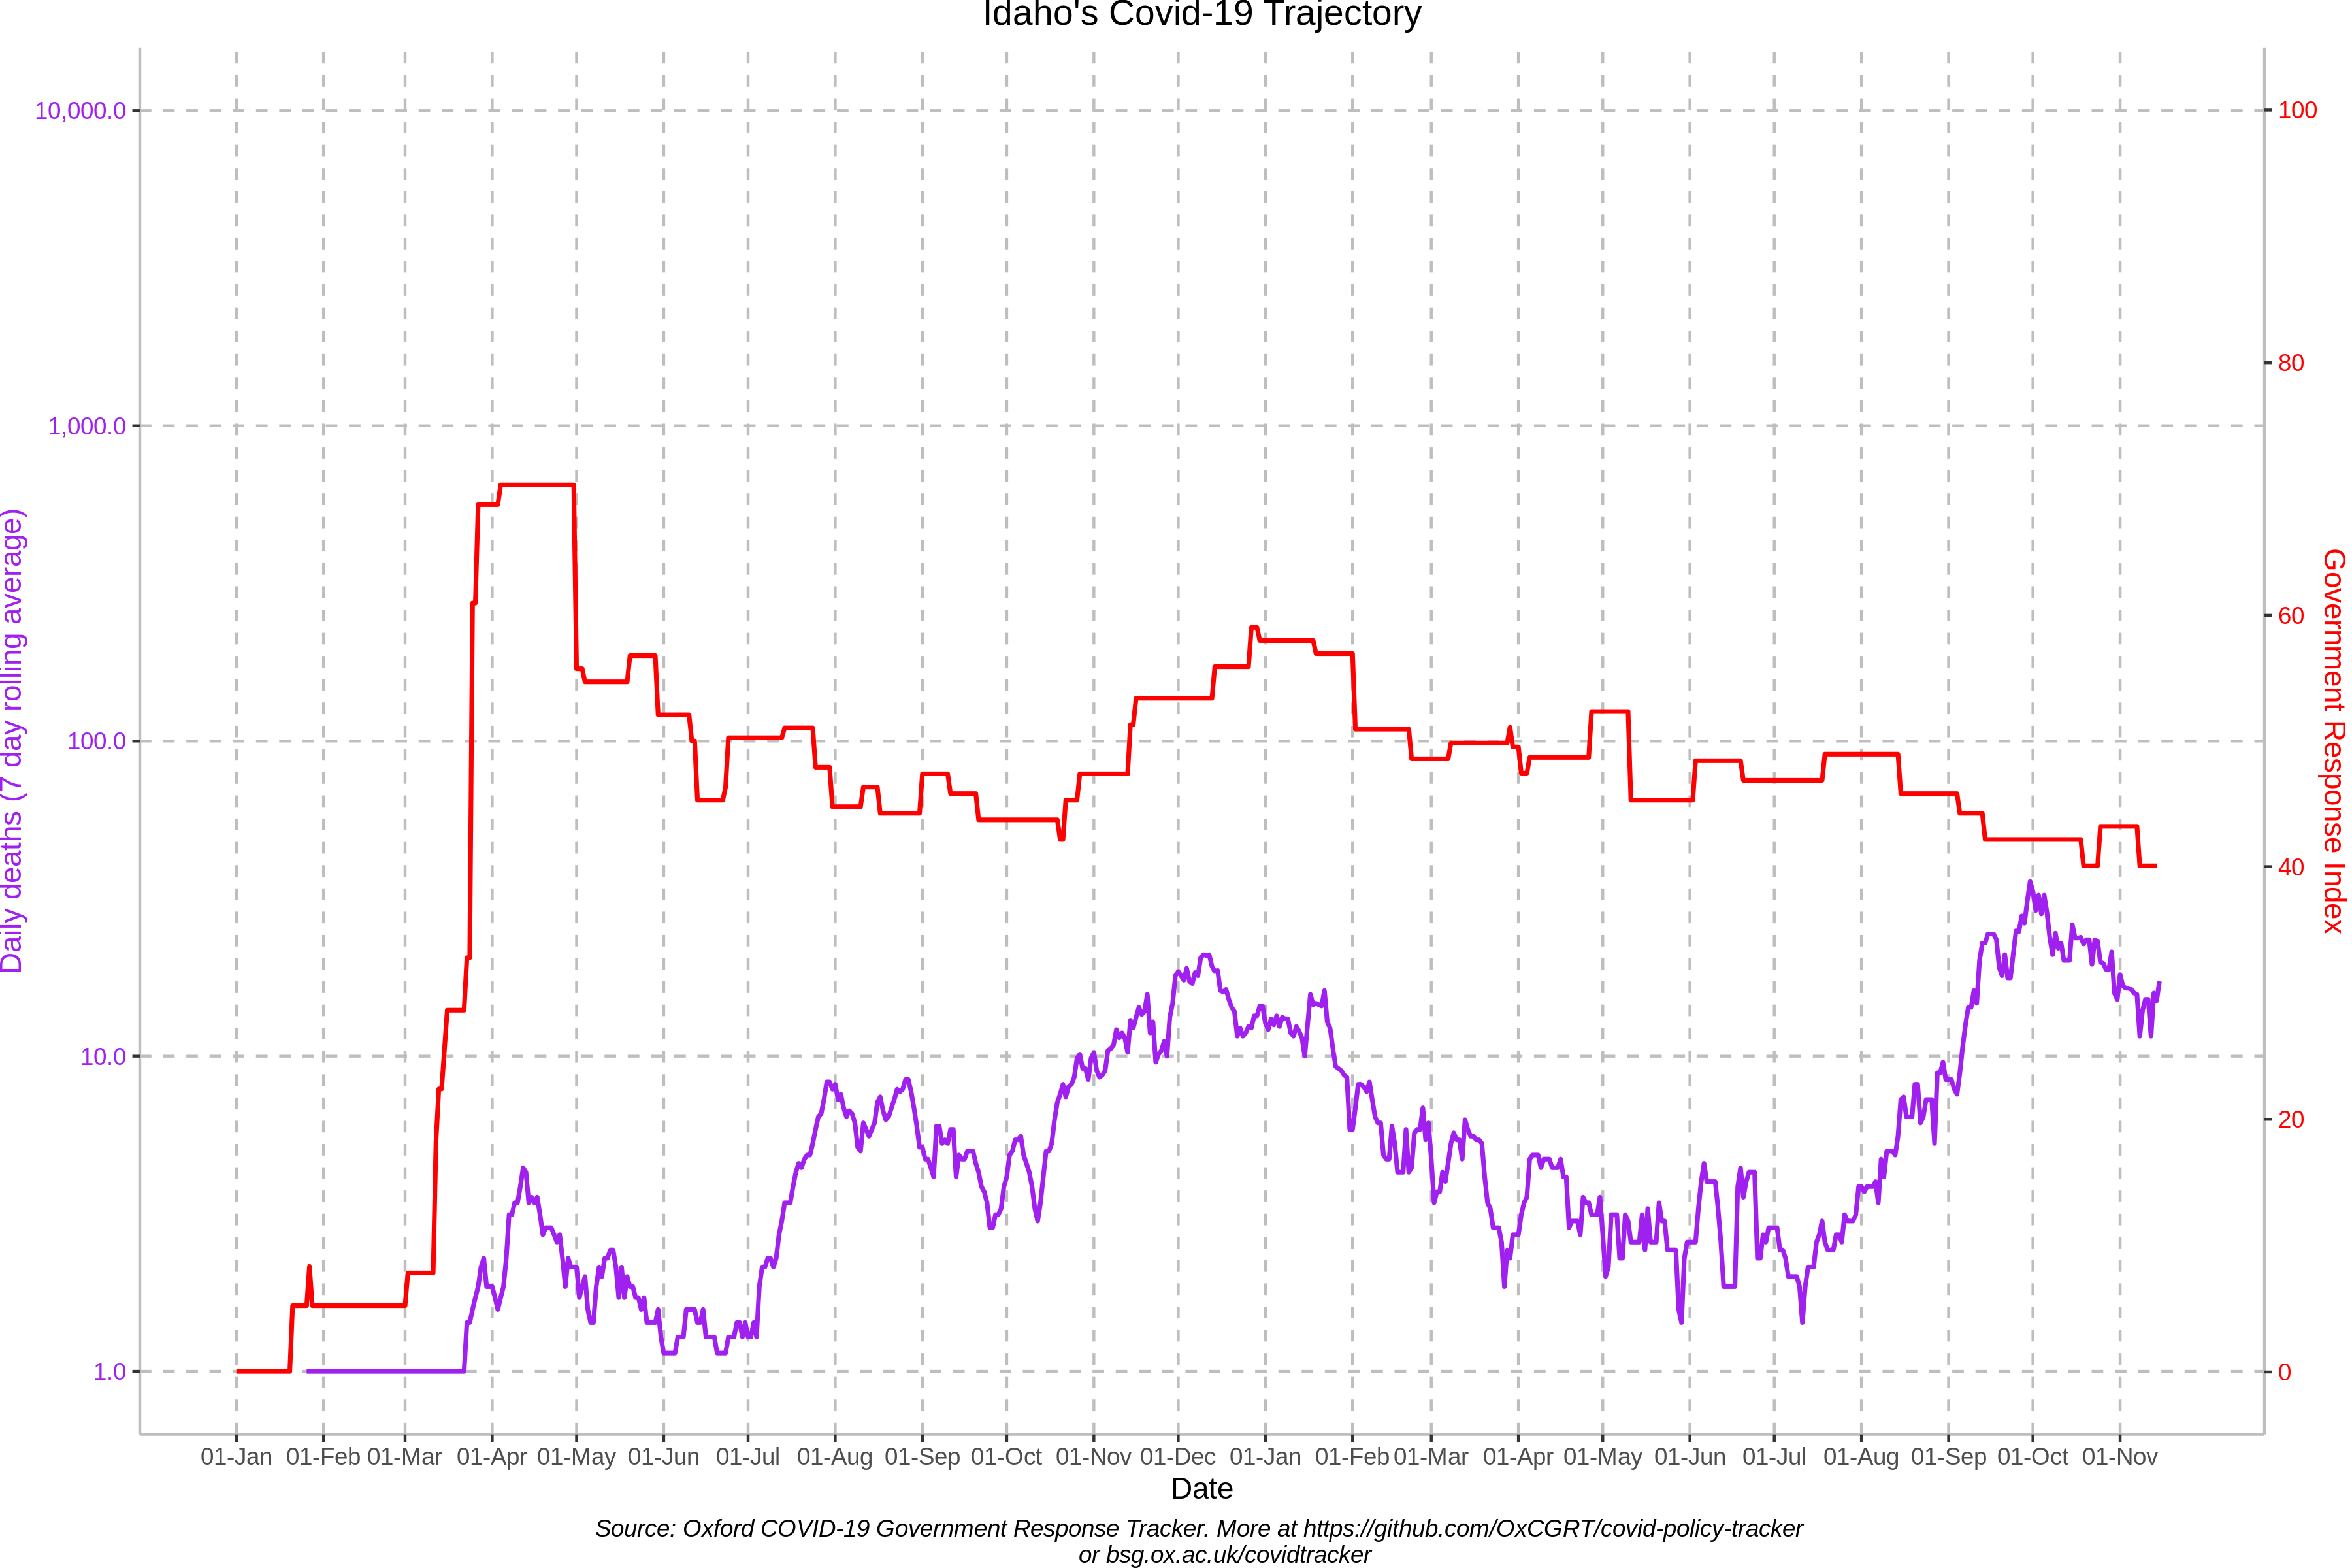 Idaho's Covid-19 Trajectory
Daily deaths (7 day rolling average)
10,000.0
1,000.0
100.0
10.0
1.0
100
80
60
40
20
0
Government Response Index
01-Jan 01-Feb 01-Mar 01-Apr 01-May 01-Jun 01-Jul 01-Aug 01-Sep 01-Oct 01-Nov 01-Dec 01-Jan 01-Feb 01-Mar 01-Apr 01-May 01-Jun 01-Jul 01-Aug 01-Sep 01-Oct 01-Nov
Date
Source: Oxford COVID-19 Government Response Tracker. More at https://github.com/OxCGRT/covid-policy-tracker
or bsg.ox.ac.uk/covidtracker